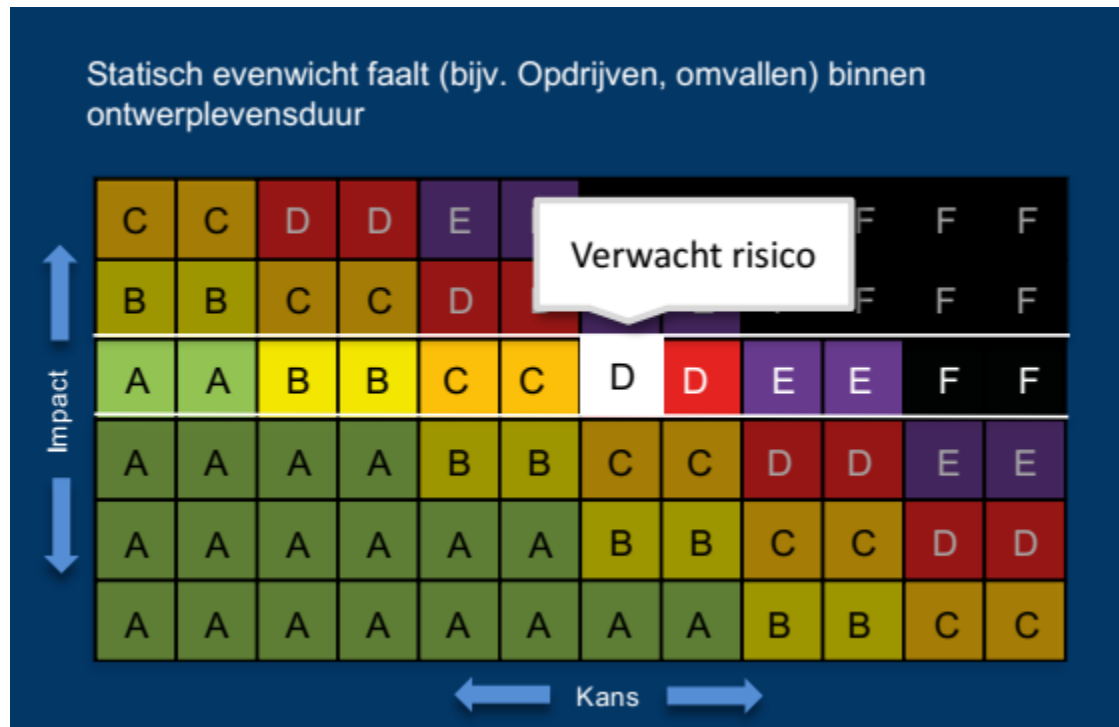 Statisch evenwicht faalt (bijv. Opdrijven, omvallen) binnen
ontwerplevensduur
C C D D E F F F
Verwacht risico
B B C C D F F F
A A B B C C D D E E F F
Impact
A A A A B B C C D D E E
A A A A A A B B C C D D
A A A A A A A A B B C C
Kans